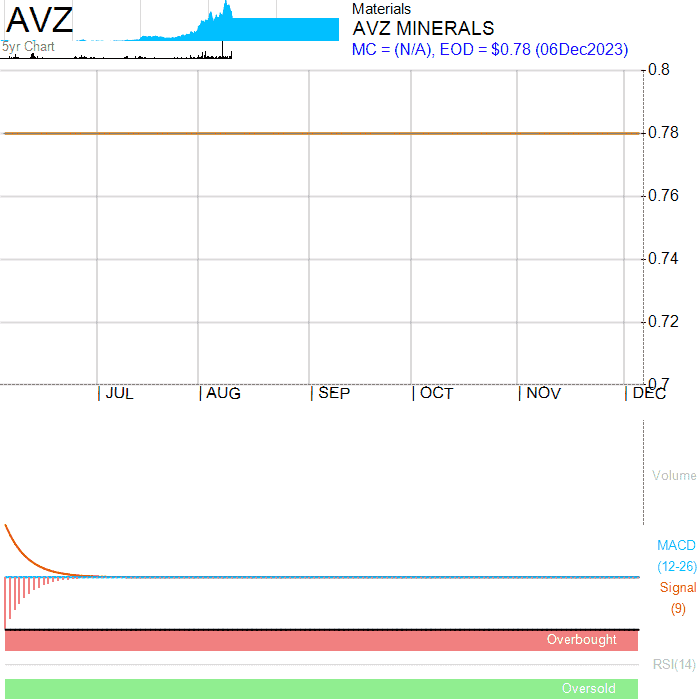 AVZ
5yr Chart
Materials
AVZ MINERALS
MC = (N/A), EOD = $0.78 (06Dec2023)
0.8
0.78
0.76
0.74
0.72
0.7
JUL
AUG
SEP
OCT
NOV
DEC
Volume
MACD
(12-26)
Signal
(9)
Overbought
RSI(14)
Oversold